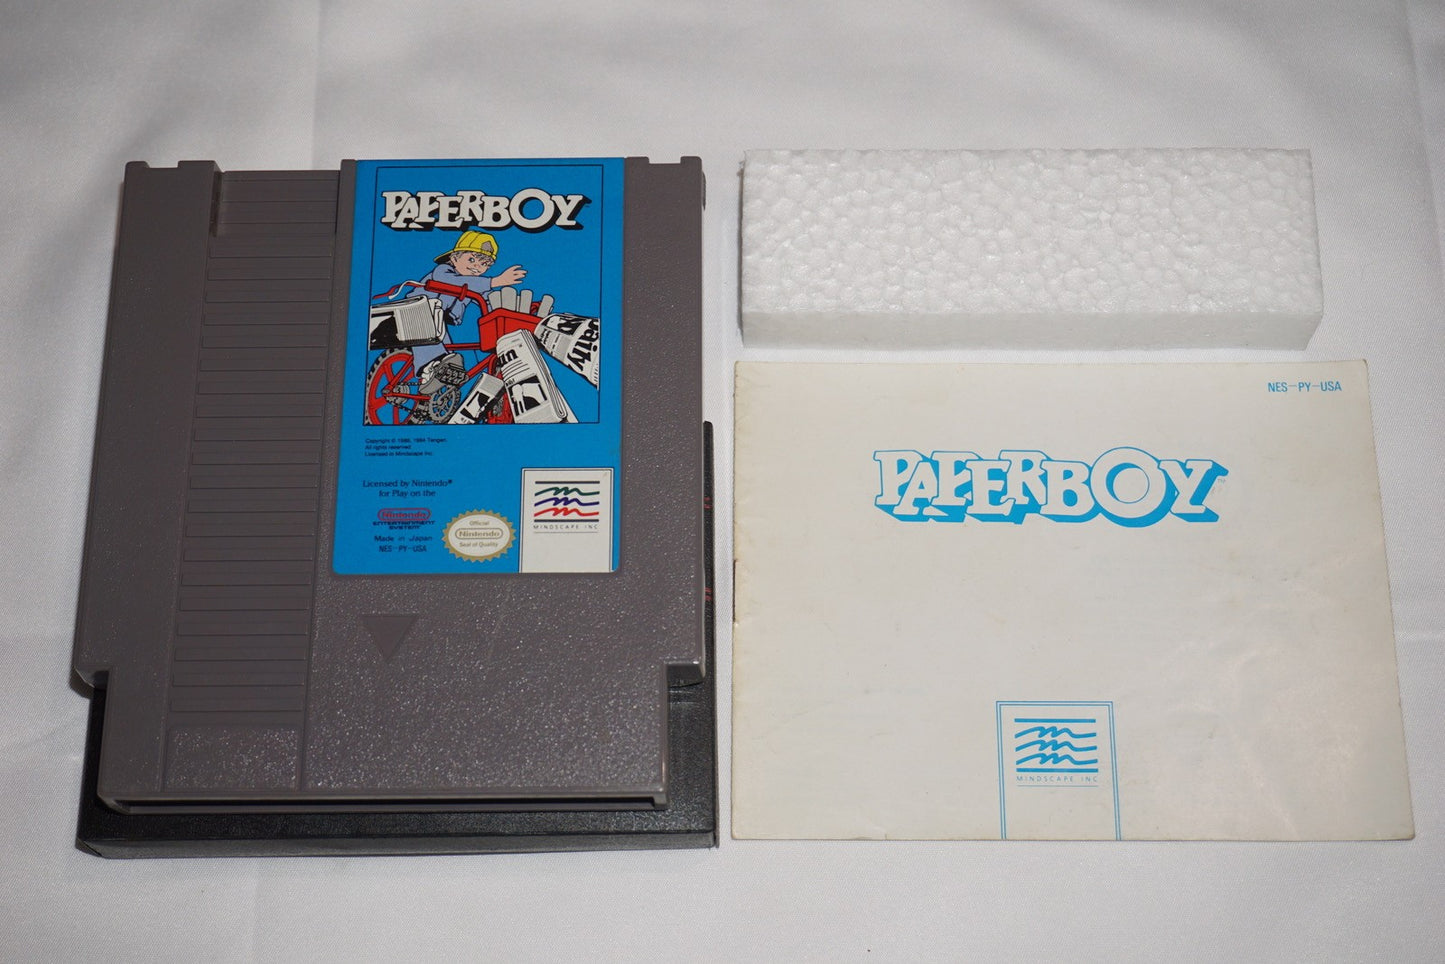 PAPERBOY
Daily
Copyright © 1988, 1984 Tengen.
All rights reserved
Licensed to Mindscape Inc.
Licensed by Nintendo®
for Play on the
Nintendo
ENTERTAINMENT
SYSTEM
Made in Japan
NES-PY-USA
Official
Nintendo
Seal of Quality
MINDSCAPE INC
NES-PY-USA
PAPERBOY™
MINDSCAPE INC